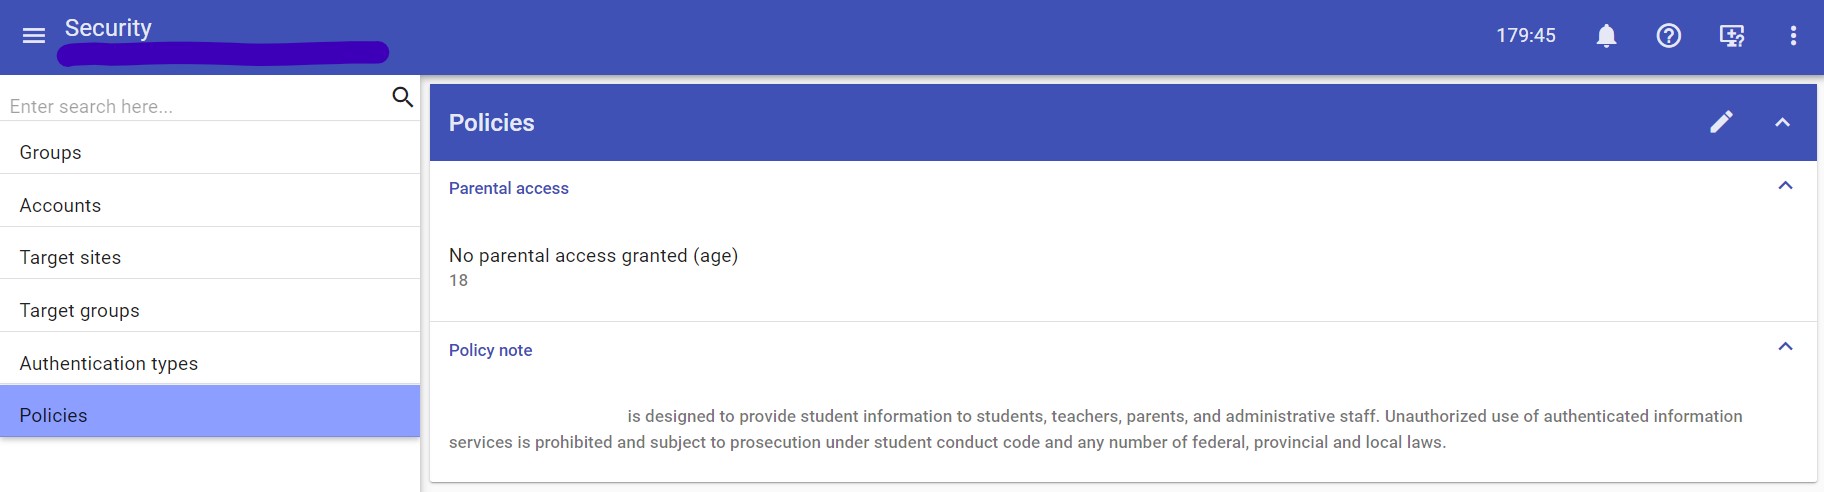 Security
179:45
Enter search here...
Groups
Accounts
Target sites
Target groups
Authentication types
Policies
Policies
Parental access
No parental access granted (age)
18
Policy note
is designed to provide student information to students, teachers, parents, and administrative staff. Unauthorized use of authenticated information
services is prohibited and subject to prosecution under student conduct code and any number of federal, provincial and local laws.